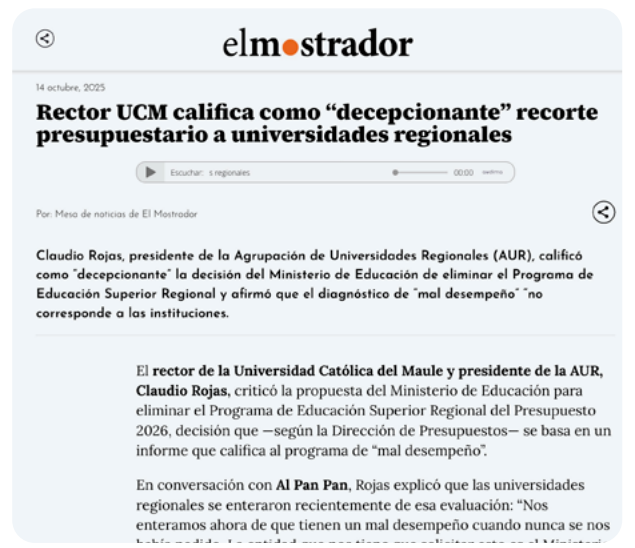 elmostrador
14 octubre, 2025
Rector UCM califica como “decepcionante” recorte
presupuestario a universidades regionales
Escuchar: s regionales 00:00
Por: Mesa de noticias de El Mostrador
Claudio Rojas, presidente de la Agrupación de Universidades Regionales (AUR), calificó
como “decepcionante” la decisión del Ministerio de Educación de eliminar el Programa de
Educación Superior Regional y afirmó que el diagnóstico de “mal desempeño” “no
corresponde a las instituciones.
El rector de la Universidad Católica del Maule y presidente de la AUR,
Claudio Rojas, criticó la propuesta del Ministerio de Educación para
eliminar el Programa de Educación Superior Regional del Presupuesto
2026, decisión que —según la Dirección de Presupuestos— se basa en un
informe que califica al programa de “mal desempeño”.
En conversación con Al Pan Pan, Rojas explicó que las universidades
regionales se enteraron recientemente de esa evaluación: “Nos
enteramos ahora de que tienen un mal desempeño cuando nunca se nos